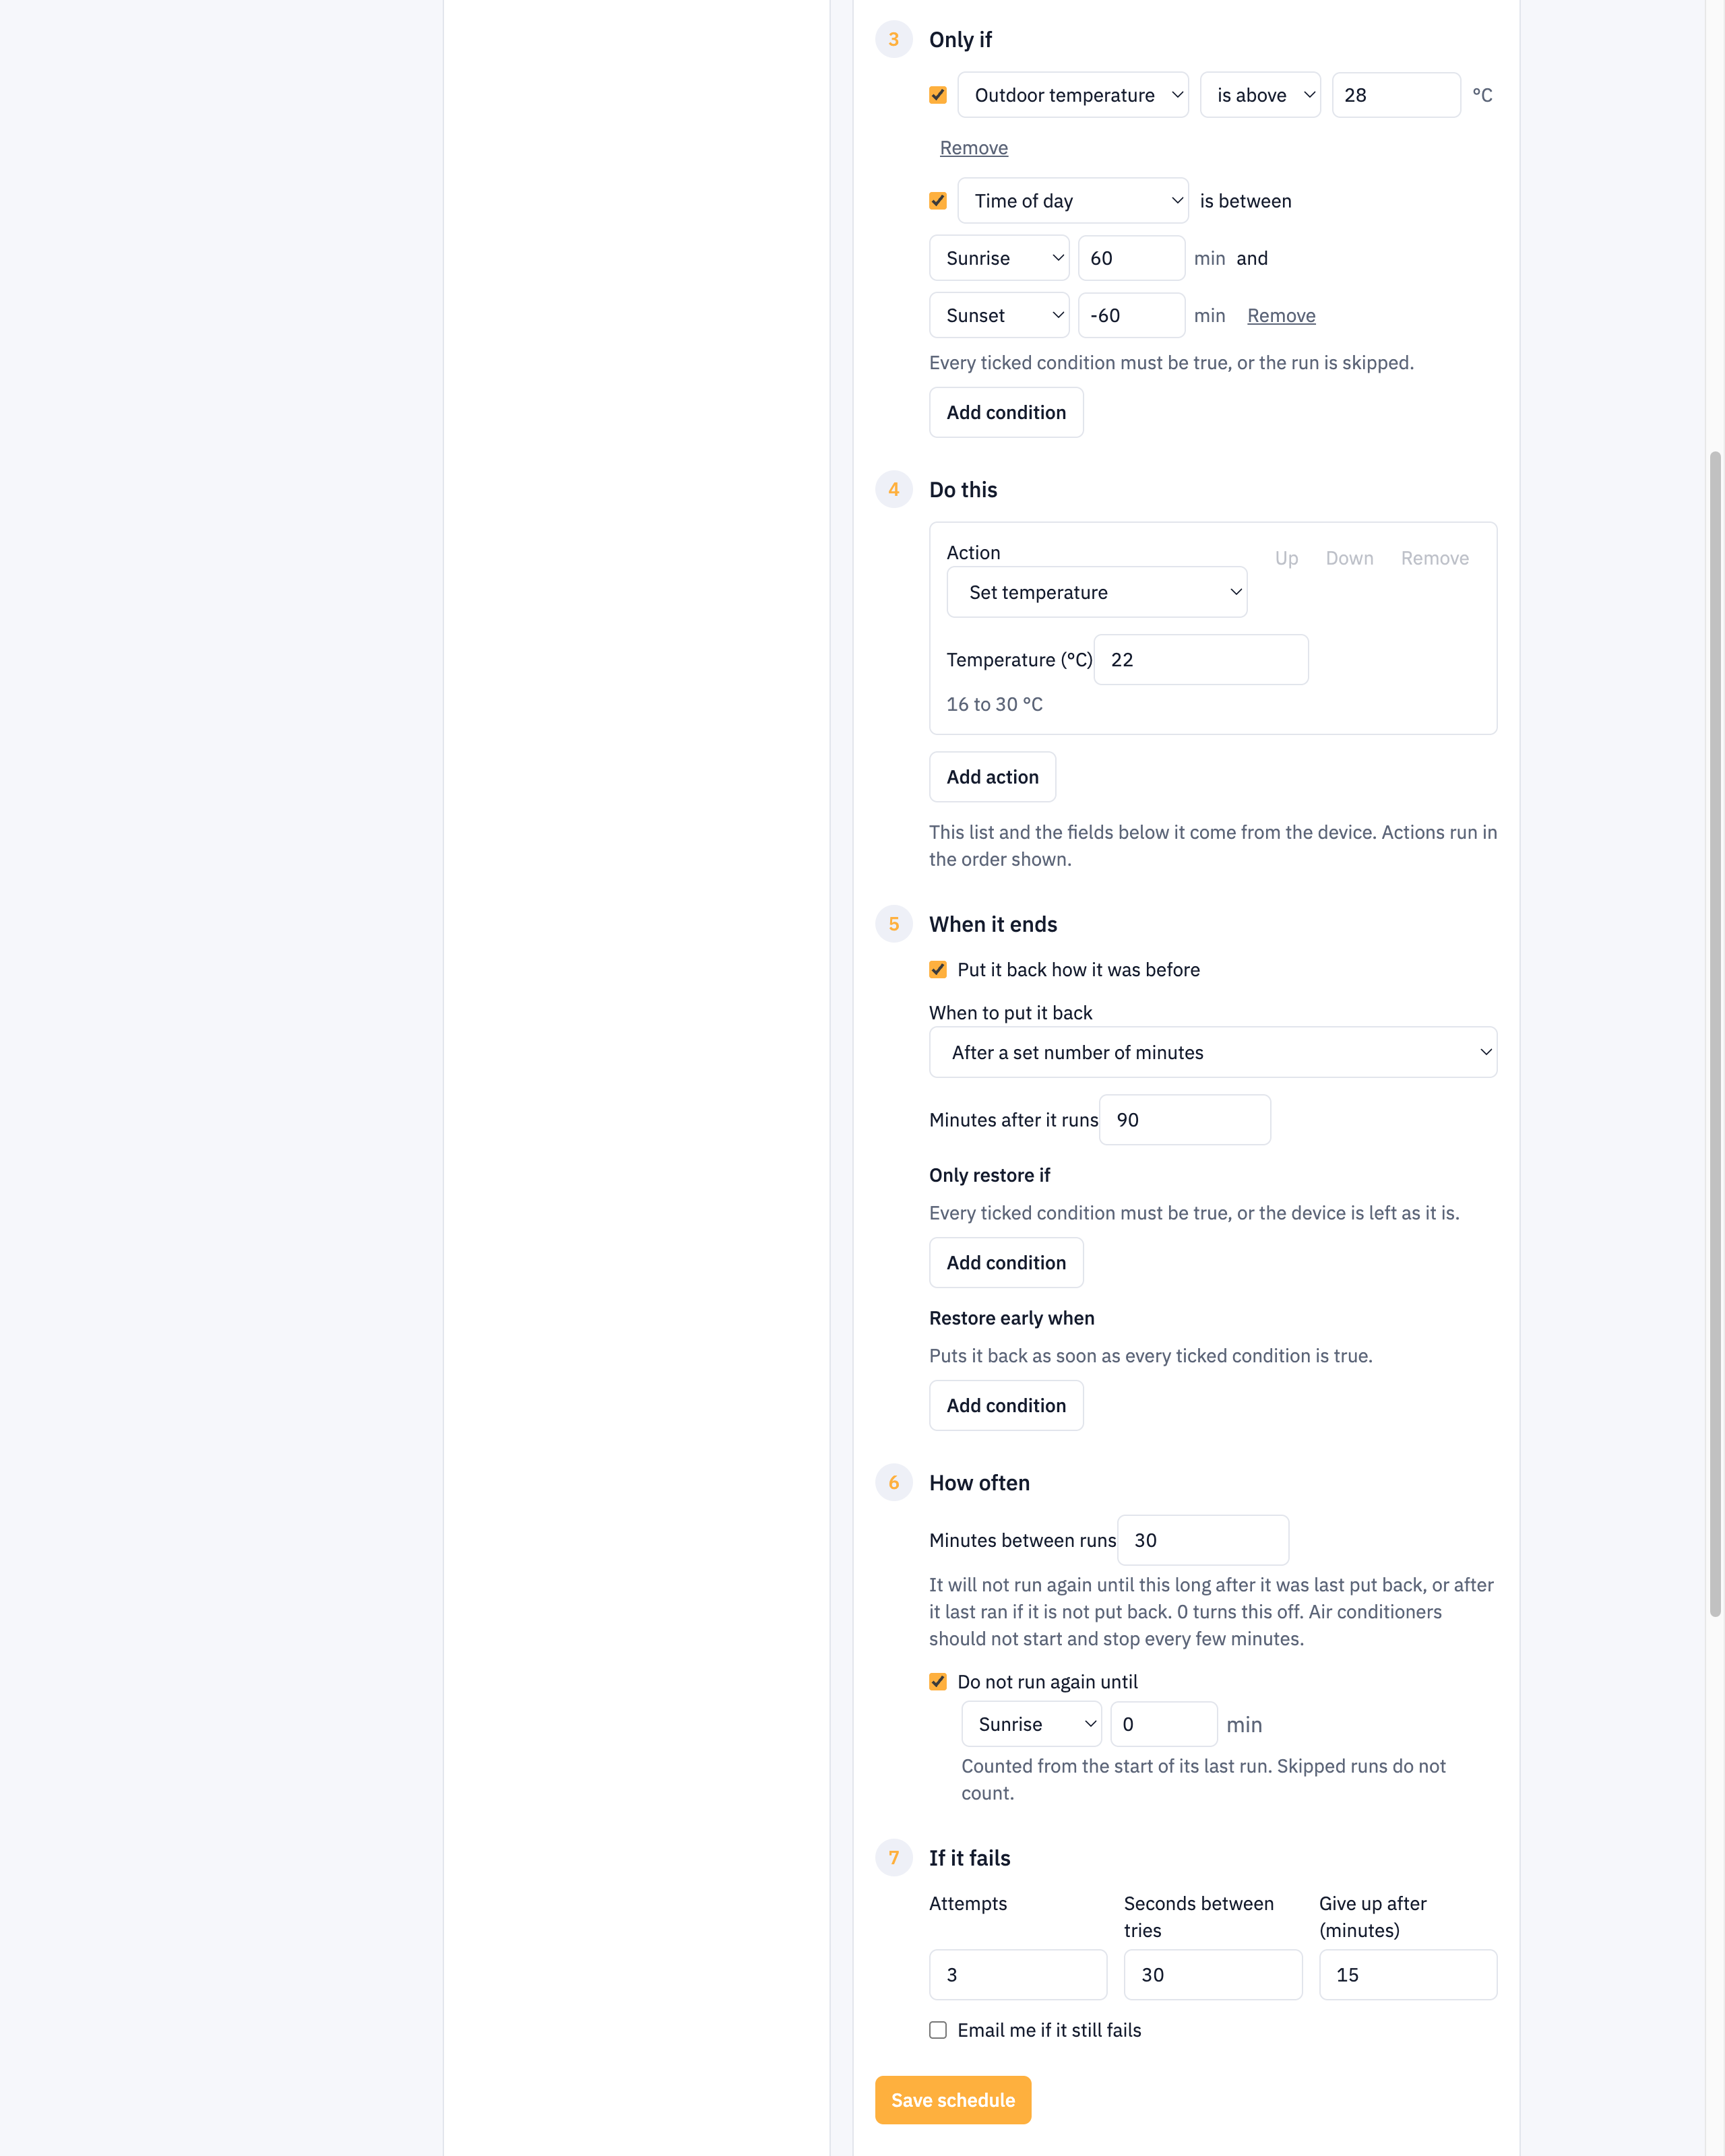 3 Only if
Outdoor temperature is above 28 °C
Remove
Time of day is between
Sunrise 60 min and
Sunset -60 min Remove
Every ticked condition must be true, or the run is skipped.
Add condition
4 Do this
Action Up Down Remove
Set temperature
Temperature (°C) 22
16 to 30 °C
Add action
This list and the fields below it come from the device. Actions run in
the order shown.
5 When it ends
Put it back how it was before
When to put it back
After a set number of minutes
Minutes after it runs 90
Only restore if
Every ticked condition must be true, or the device is left as it is.
Add condition
Restore early when
Puts it back as soon as every ticked condition is true.
Add condition
6 How often
Minutes between runs 30
It will not run again until this long after it was last put back, or after
it last ran if it is not put back. 0 turns this off. Air conditioners
should not start and stop every few minutes.
Do not run again until
Sunrise 0 min
Counted from the start of its last run. Skipped runs do not
count.
7 If it fails
Attempts Seconds between Give up after
tries (minutes)
3 30 15
Email me if it still fails
Save schedule